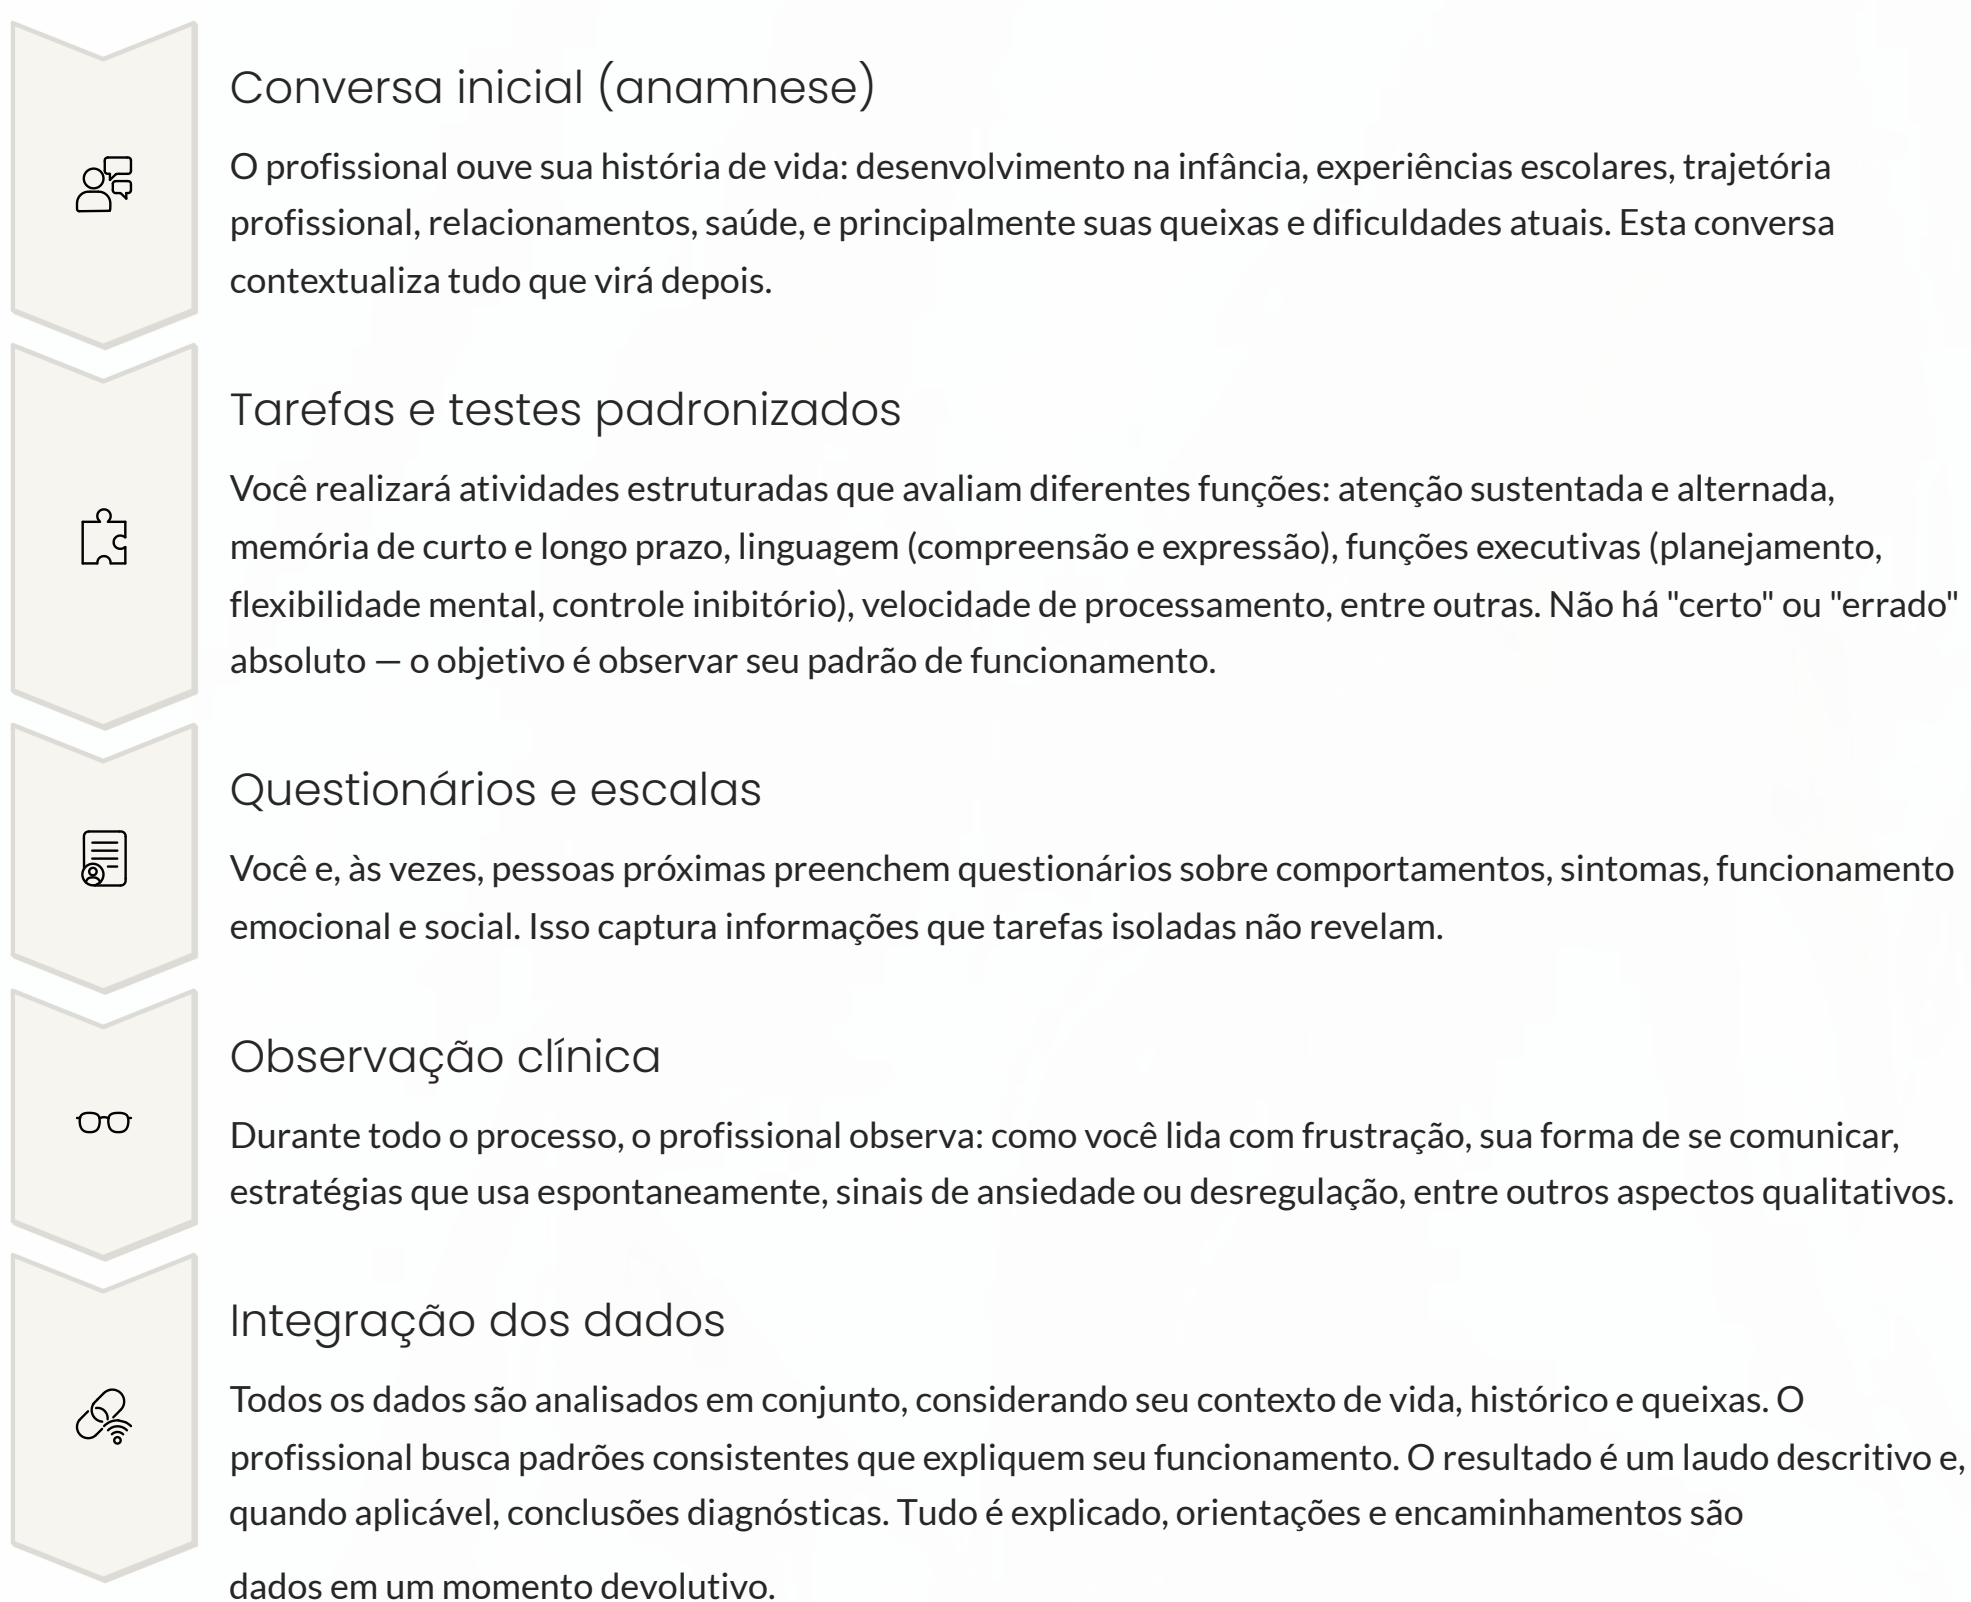 Conversa inicial (anamnese)
O profissional ouve sua história de vida: desenvolvimento na infância, experiências escolares, trajetória
profissional, relacionamentos, saúde, e principalmente suas queixas e dificuldades atuais. Esta conversa
contextualiza tudo que virá depois.
Tarefas e testes padronizados
Você realizará atividades estruturadas que avaliam diferentes funções: atenção sustentada e alternada,
memória de curto e longo prazo, linguagem (compreensão e expressão), funções executivas (planejamento,
flexibilidade mental, controle inibitório), velocidade de processamento, entre outras. Não há "certo" ou "errado"
absoluto — o objetivo é observar seu padrão de funcionamento.
Questionários e escalas
Você e, às vezes, pessoas próximas preenchem questionários sobre comportamentos, sintomas, funcionamento
emocional e social. Isso captura informações que tarefas isoladas não revelam.
Observação clínica
Durante todo o processo, o profissional observa: como você lida com frustração, sua forma de se comunicar,
estratégias que usa espontaneamente, sinais de ansiedade ou desregulação, entre outros aspectos qualitativos.
Integração dos dados
Todos os dados são analisados em conjunto, considerando seu contexto de vida, histórico e queixas. O
profissional busca padrões consistentes que expliquem seu funcionamento. O resultado é um laudo descritivo e,
quando aplicável, conclusões diagnósticas. Tudo é explicado, orientações e encaminhamentos são
dados em um momento devolutivo.